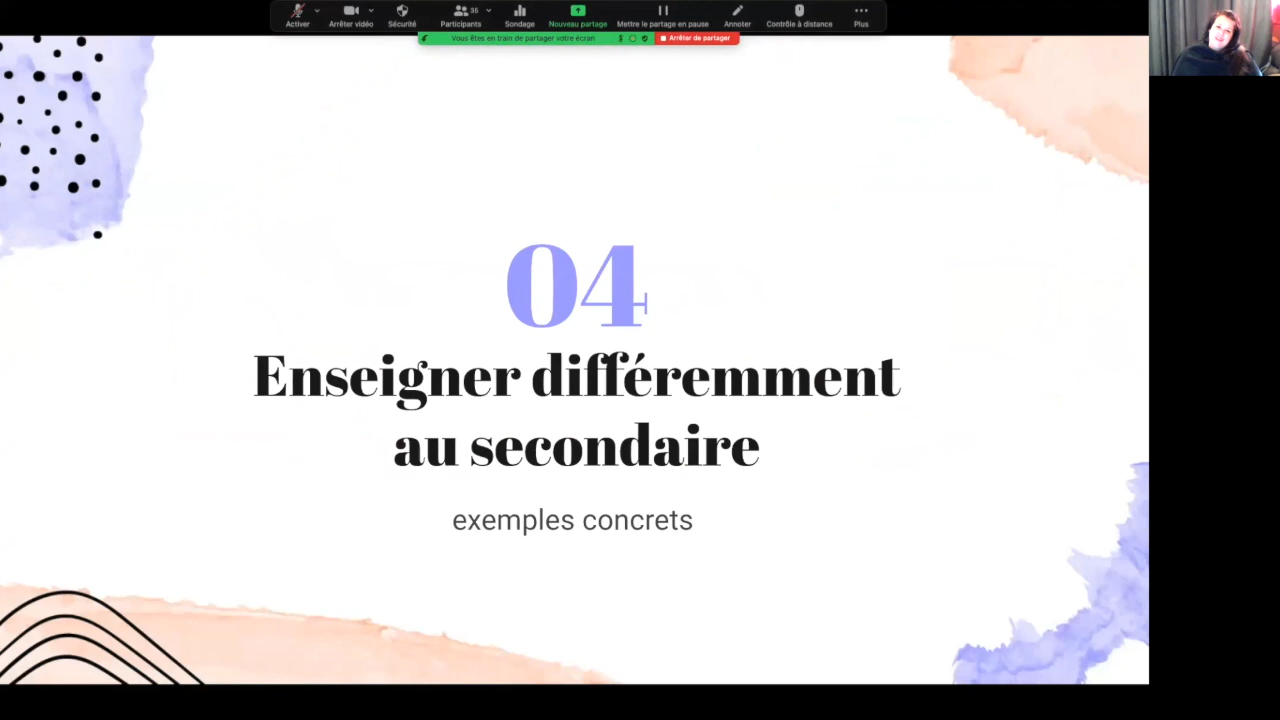 Activer
Arrêter vidéo
Sécurité
Participants
35
Sondage
Nouveau partage
Mettre le partage en pause
Annoter
Contrôle à distance
Plus
Vous êtes en train de partager votre écran
Arrêter de partager
04
Enseigner différemment
au secondaire
exemples concrets